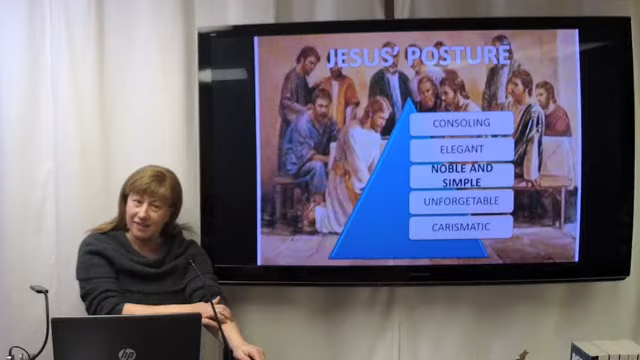 JESUS’ POSTURE
CONSOLING
ELEGANT
NOBLE AND
SIMPLE
UNFORGETABLE
CARISMATIC
hp